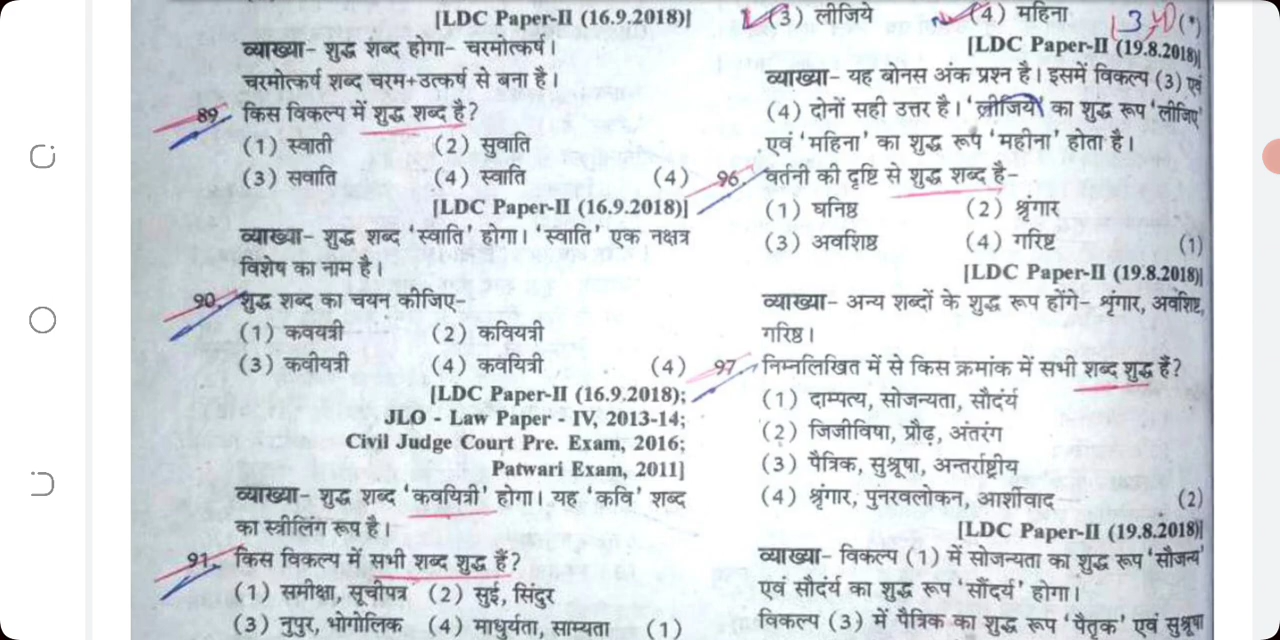 [LDC Paper-II (16.9.2018)]
व्याख्या- शुद्ध शब्द होगा- चरमोत्कर्ष।
चरमोत्कर्ष शब्द चरम+उत्कर्ष से बना है।
89. किस विकल्प में शुद्ध शब्द है?
(1) स्वाती (2) सुवाति
(3) सवाति (4) स्वाति (4)
[LDC Paper-II (16.9.2018)]
व्याख्या- शुद्ध शब्द 'स्वाति' होगा। 'स्वाति' एक नक्षत्र
विशेष का नाम है।
90. शुद्ध शब्द का चयन कीजिए-
(1) कवयत्री (2) कवियत्री
(3) कवीयत्री (4) कवयित्री (4)
[LDC Paper-II (16.9.2018);
JLO - Law Paper - IV, 2013-14;
Civil Judge Court Pre. Exam, 2016;
Patwari Exam, 2011]
व्याख्या- शुद्ध शब्द 'कवयित्री' होगा। यह 'कवि' शब्द
का स्त्रीलिंग रूप है।
91. किस विकल्प में सभी शब्द शुद्ध हैं?
(1) समीक्षा, सूचीपत्र (2) सुई, सिंदुर
(3) नुपुर, भोगोलिक (4) माधुर्यता, साम्यता (1)
(3) लीजिये (4) महिना (*)
[LDC Paper-II (19.8.2018)]
व्याख्या- यह बोनस अंक प्रश्न है। इसमें विकल्प (3) एवं
(4) दोनों सही उत्तर है। 'लीजिये' का शुद्ध रूप 'लीजिए'
एवं 'महिना' का शुद्ध रूप 'महीना' होता है।
96. वर्तनी की दृष्टि से शुद्ध शब्द है-
(1) घनिष्ठ (2) श्रृंगार
(3) अवशिष्ठ (4) गरिष्ट (1)
[LDC Paper-II (19.8.2018)]
व्याख्या- अन्य शब्दों के शुद्ध रूप होंगे- शृंगार, अवशिष्ट,
गरिष्ठ।
97. निम्नलिखित में से किस क्रमांक में सभी शब्द शुद्ध हैं?
(1) दाम्पत्य, सोजन्यता, सौदंर्य
(2) जिजीविषा, प्रौढ़, अंतरंग
(3) पैत्रिक, सुश्रूषा, अन्तर्राष्ट्रीय
(4) श्रृंगार, पुनरवलोकन, आर्शीवाद (2)
[LDC Paper-II (19.8.2018)]
व्याख्या- विकल्प (1) में सोजन्यता का शुद्ध रूप 'सौजन्य'
एवं सौदंर्य का शुद्ध रूप 'सौंदर्य' होगा।
विकल्प (3) में पैत्रिक का शुद्ध रूप 'पैतृक' एवं सुश्रूषा